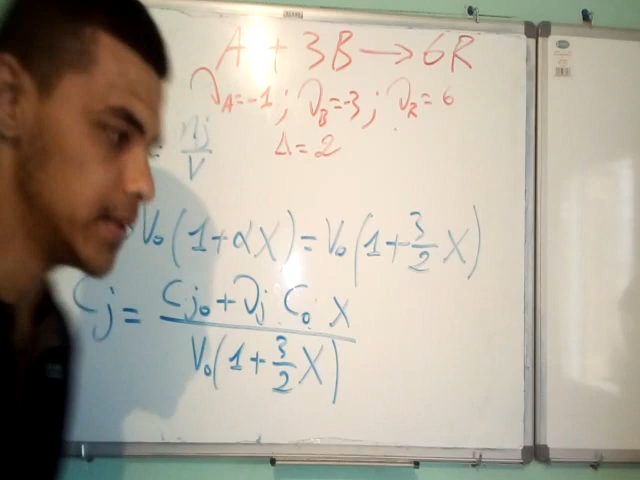 A + 3B → 6R
ν_A = -1 ; ν_B = -3 ; ν_R = 6
= nj/V Δ = 2
V₀(1+αX) = V₀(1+3/2 X)
Cj = (Cj₀ + νj C₀ X) / (V₀(1+3/2 X))